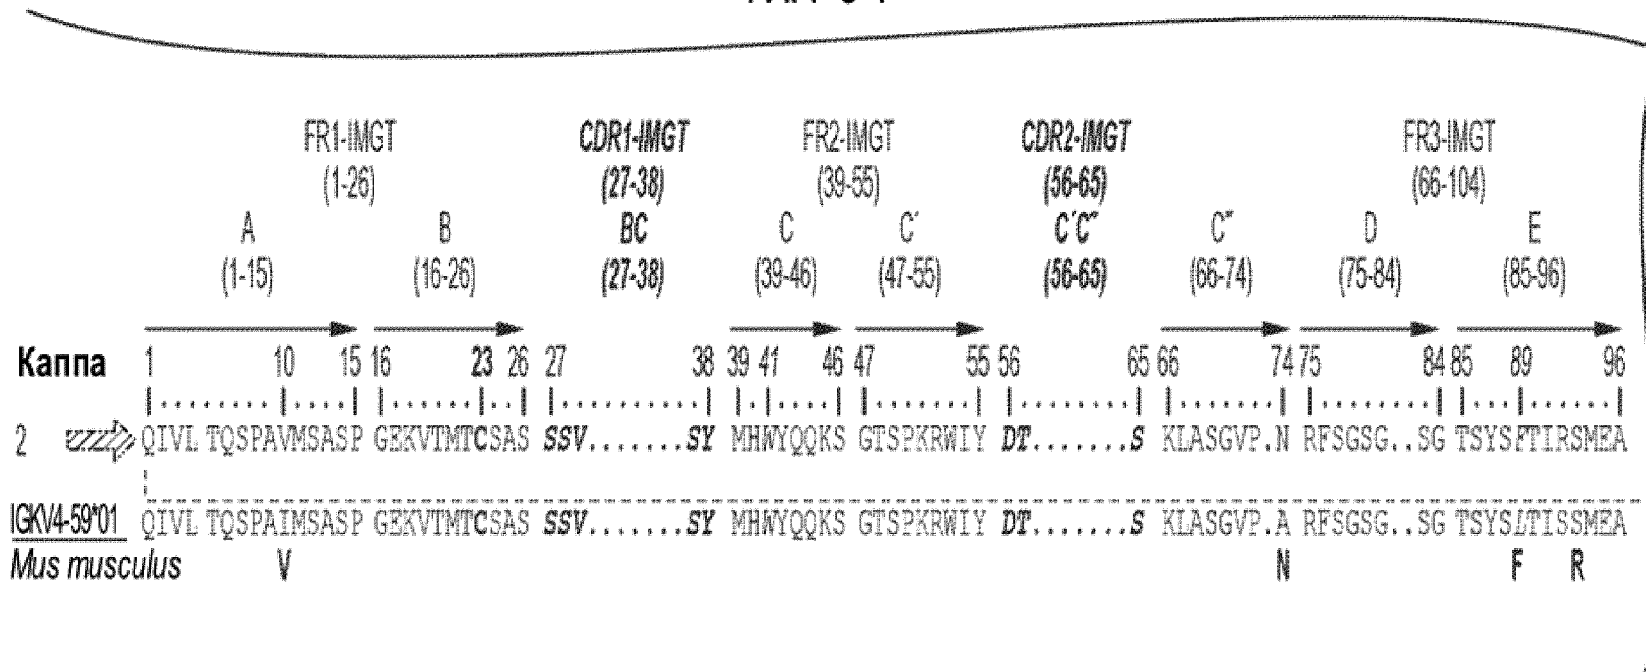 FR1-IMGT CDR1-IMGT FR2-IMGT CDR2-IMGT FR3-IMGT
(1-26) (27-38) (39-55) (56-65) (66-104)
A B BC C C′ C′C″ C″ D E
(1-15) (16-26) (27-38) (39-46) (47-55) (56-65) (66-74) (75-84) (85-96)
Каппа 1 10 15 16 23 26 27 38 39 41 46 47 55 56 65 66 74 75 84 85 89 96
2 QIVL TQSPAVMSASP GEKVTMTCSAS SSV.......SY MHWYQQKS GTSPKRWIY DT.......S KLASGVP.N RFSGSG..SG TSYSFTIRSMEA
IGKV4-59*01 QIVL TQSPAIMSASP GEKVTMTCSAS SSV.......SY MHWYQQKS GTSPKRWIY DT.......S KLASGVP.A RFSGSG..SG TSYSLTISSMEA
Mus musculus V N F R